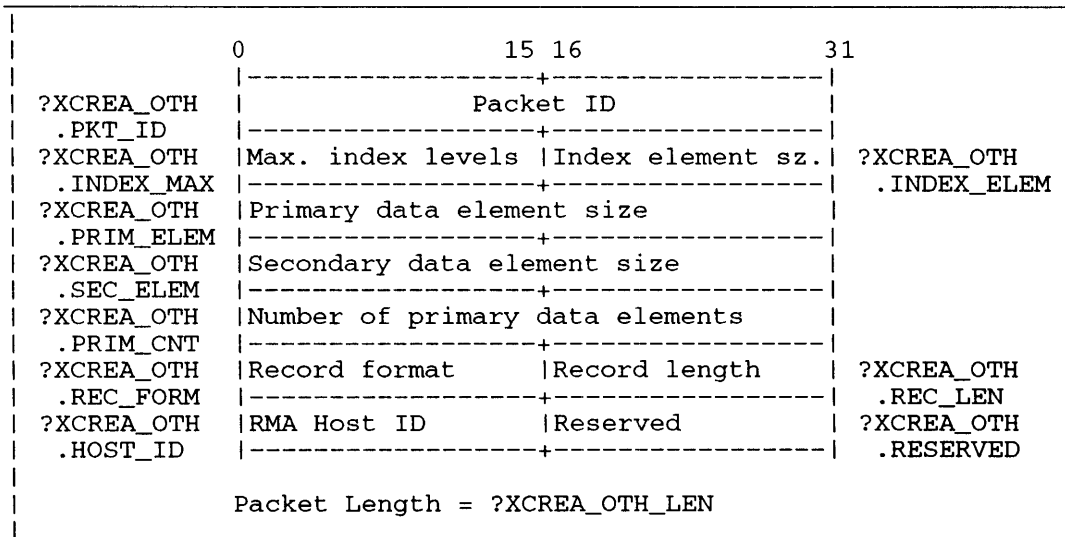 0 15 16 31
|------------------+-----------------|
?XCREA_OTH | Packet ID |
.PKT_ID |------------------+-----------------|
?XCREA_OTH |Max. index levels |Index element sz.| ?XCREA_OTH
.INDEX_MAX |------------------+-----------------| .INDEX_ELEM
?XCREA_OTH |Primary data element size |
.PRIM_ELEM |------------------+-----------------|
?XCREA_OTH |Secondary data element size |
.SEC_ELEM |------------------+-----------------|
?XCREA_OTH |Number of primary data elements |
.PRIM_CNT |------------------+-----------------|
?XCREA_OTH |Record format |Record length | ?XCREA_OTH
.REC_FORM |------------------+-----------------| .REC_LEN
?XCREA_OTH |RMA Host ID |Reserved | ?XCREA_OTH
.HOST_ID |------------------+-----------------| .RESERVED
Packet Length = ?XCREA_OTH_LEN